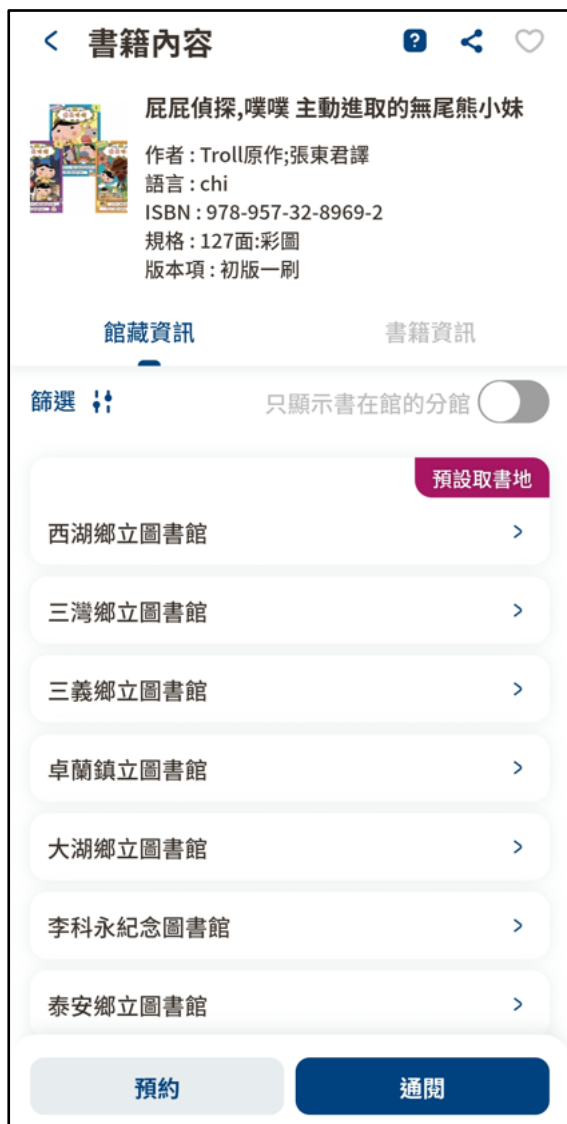 書籍內容
?
屁屁偵探,噗噗 主動進取的無尾熊小妹
作者 : Troll原作;張東君譯
語言 : chi
ISBN : 978-957-32-8969-2
規格 : 127面:彩圖
版本項 : 初版一刷
館藏資訊 書籍資訊
篩選 只顯示書在館的分館
預設取書地
西湖鄉立圖書館
三灣鄉立圖書館
三義鄉立圖書館
卓蘭鎮立圖書館
大湖鄉立圖書館
李科永紀念圖書館
泰安鄉立圖書館
預約 通閱